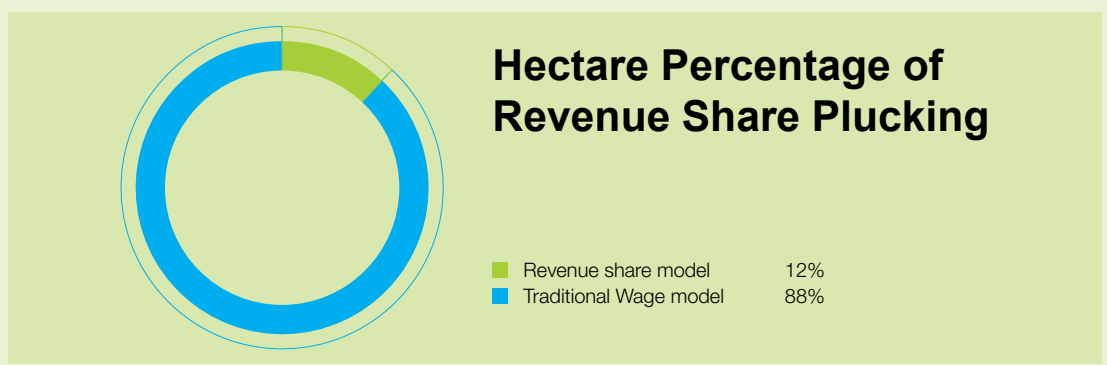 Hectare Percentage of
Revenue Share Plucking
Revenue share model 12%
Traditional Wage model 88%